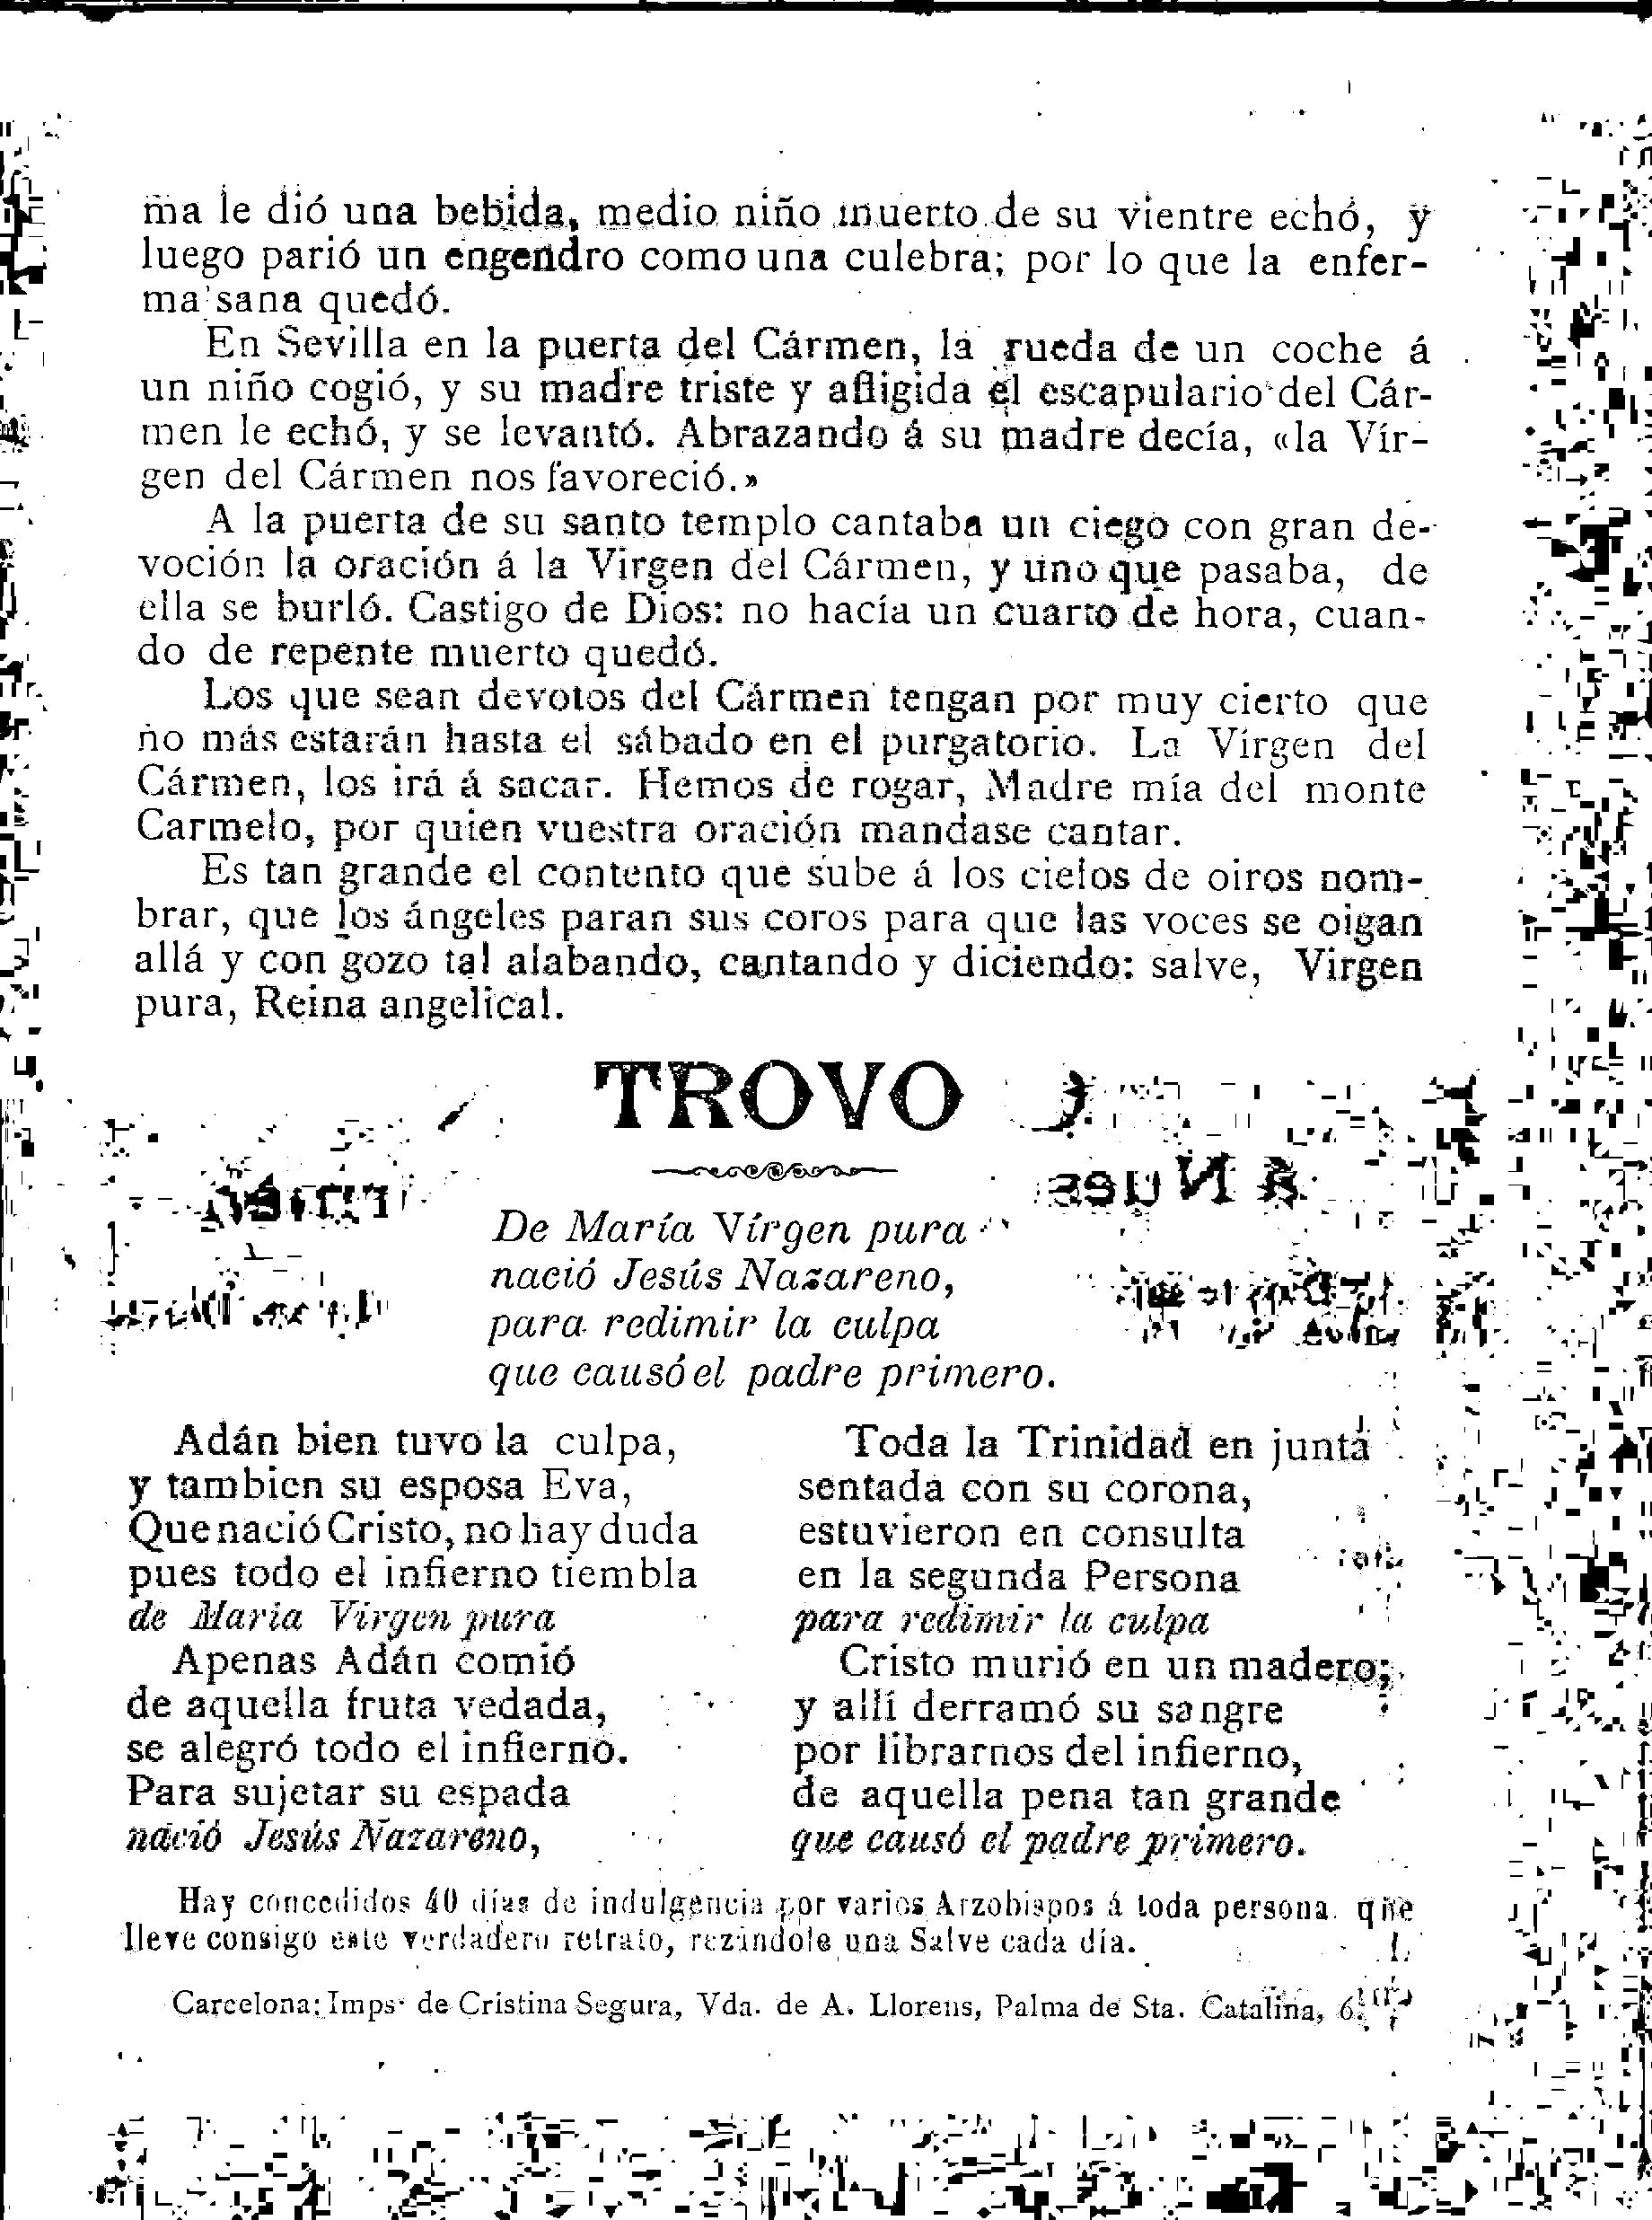 ma le dió una bebida, medio niño muerto de su vientre echó, y
luego parió un engendro como una culebra; por lo que la enfer-
ma sana quedó.
En Sevilla en la puerta del Cármen, la rueda de un coche á
un niño cogió, y su madre triste y afligida el escapulario del Cár-
men le echó, y se levantó. Abrazando á su madre decía, «la Vír-
gen del Cármen nos favoreció.»
A la puerta de su santo templo cantaba un ciego con gran de-
voción la oración á la Virgen del Cármen, y uno que pasaba, de
ella se burló. Castigo de Dios: no hacía un cuarto de hora, cuan-
do de repente muerto quedó.
Los que sean devotos del Cármen tengan por muy cierto que
no más estarán hasta el sábado en el purgatorio. La Vírgen del
Cármen, los irá á sacar. Hemos de rogar, Madre mía del monte
Carmelo, por quien vuestra oración mandase cantar.
Es tan grande el contento que sube á los cielos de oiros nom-
brar, que los ángeles paran sus coros para que las voces se oigan
allá y con gozo tal alabando, cantando y diciendo: salve, Virgen
pura, Reina angelical.
TROVO
De María Vírgen pura
nació Jesús Nazareno,
para redimir la culpa
que causó el padre primero.
Adán bien tuvo la culpa,
y tambien su esposa Eva,
Que nació Cristo, no hay duda
pues todo el infierno tiembla
de Maria Virgen pura
Apenas Adán comió
de aquella fruta vedada,
se alegró todo el infierno.
Para sujetar su espada
nació Jesús Nazareno,
Toda la Trinidad en junta
sentada con su corona,
estuvieron en consulta
en la segunda Persona
para redimir la culpa
Cristo murió en un madero;
y allí derramó su sangre
por librarnos del infierno,
de aquella pena tan grande
que causó el padre primero.
Hay concedidos 40 días de indulgencia por varios Arzobispos á toda persona que
lleve consigo este verdadero retrato, rezándole una Salve cada día.
Carcelona: Imps. de Cristina Segura, Vda. de A. Llorens, Palma de Sta. Catalina, 6.